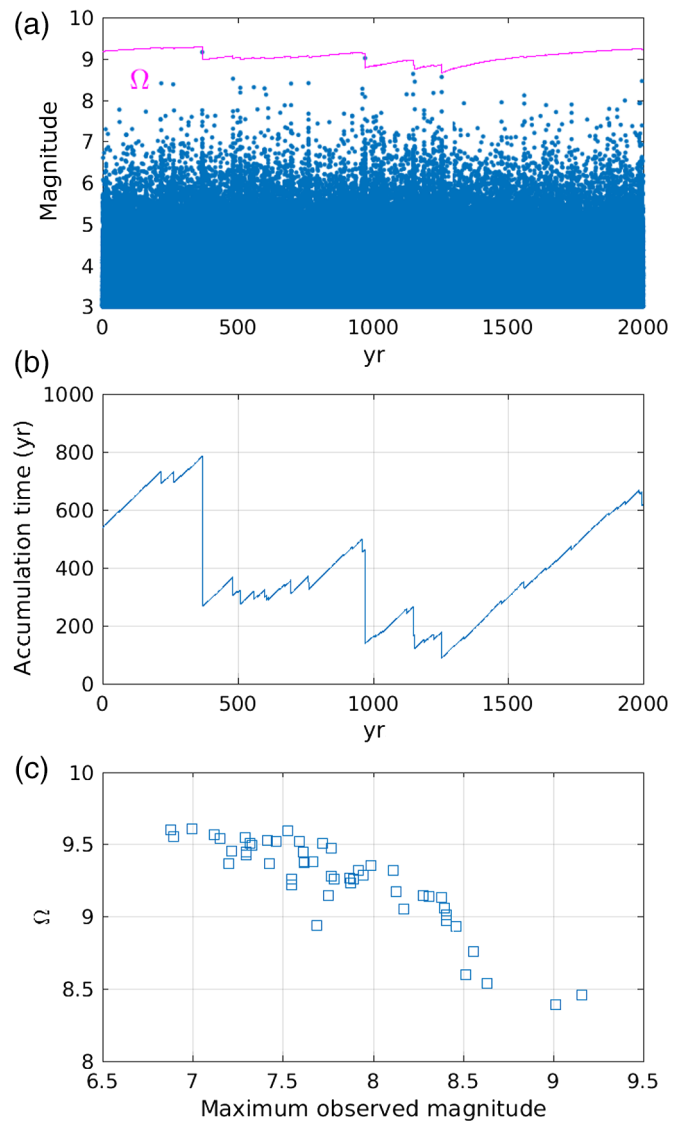 (a)
10
9
8
7
6
5
4
3
Magnitude
Ω
0 500 1000 1500 2000
yr
(b)
1000
800
600
400
200
0
Accumulation time (yr)
0 500 1000 1500 2000
yr
(c)
10
9.5
9
8.5
8
Ω
6.5 7 7.5 8 8.5 9 9.5
Maximum observed magnitude